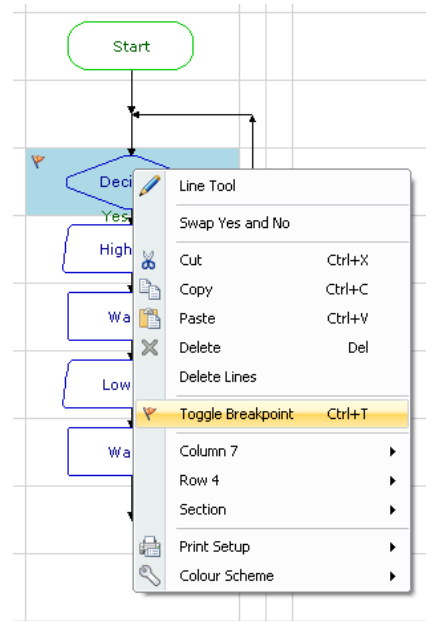 Start
Deci
Yes
High
Wa
Low
Wa
Line Tool
Swap Yes and No
Cut Ctrl+X
Copy Ctrl+C
Paste Ctrl+V
Delete Del
Delete Lines
Toggle Breakpoint Ctrl+T
Column 7
Row 4
Section
Print Setup
Colour Scheme